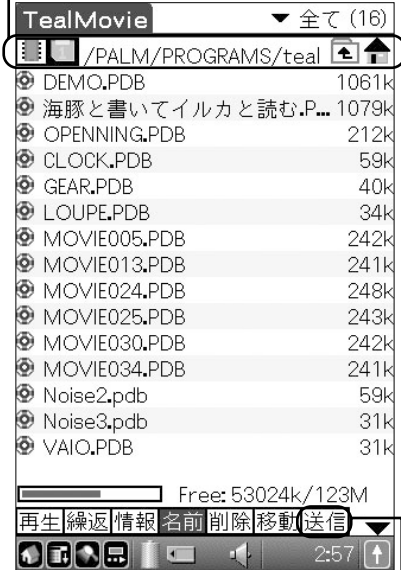 TealMovie ▼ 全て (16)
/PALM/PROGRAMS/teal
DEMO.PDB 1061k
海豚と書いてイルカと読む.P... 1079k
OPENNING.PDB 212k
CLOCK.PDB 59k
GEAR.PDB 40k
LOUPE.PDB 34k
MOVIE005.PDB 242k
MOVIE013.PDB 241k
MOVIE024.PDB 248k
MOVIE025.PDB 243k
MOVIE030.PDB 242k
MOVIE034.PDB 241k
Noise2.pdb 59k
Noise3.pdb 31k
VAIO.PDB 31k
Free: 53024k/123M
再生 繰返 情報 名前 削除 移動 送信
2:57